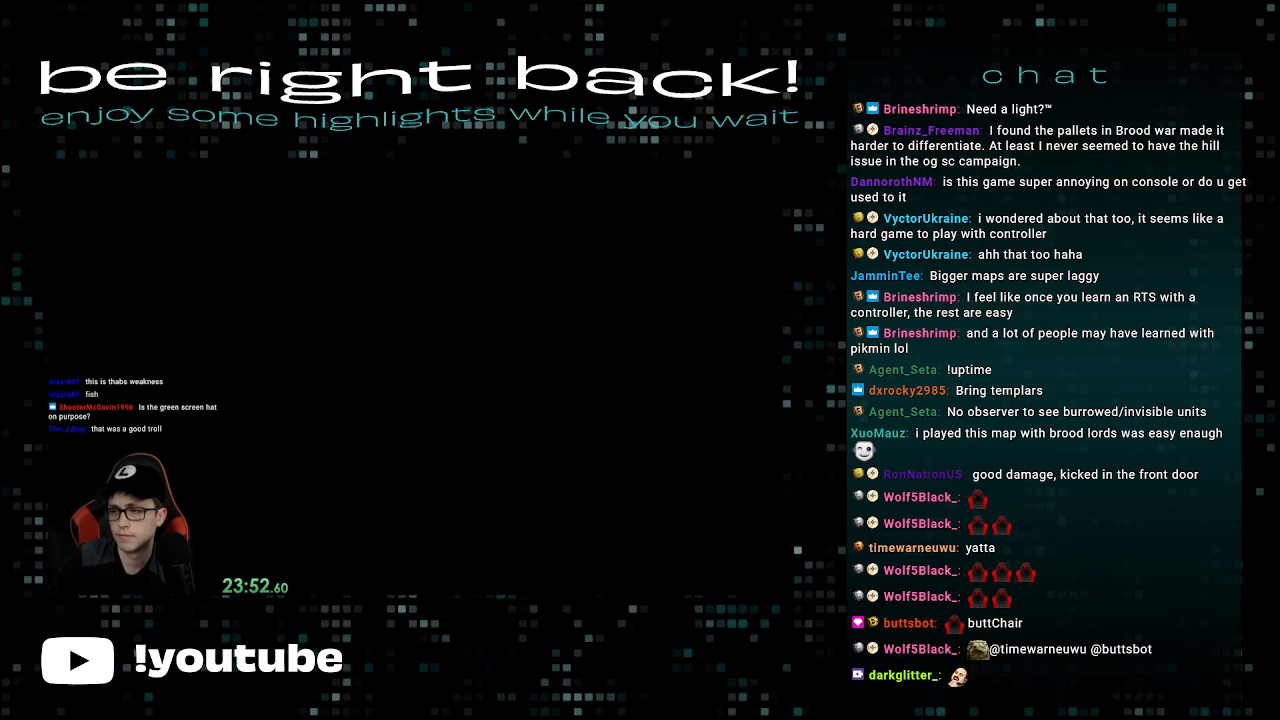 be right back!
enjoy some highlights while you wait
wizard67 this is thabs weakness
wizard67 fish
ShooterMcGavin1996 Is the green screen hat
on purpose?
The_JJboy that was a good troll
L
23:52.60
!youtube
chat
Brineshrimp: Need a light?™
Brainz_Freeman: I found the pallets in Brood war made it
harder to differentiate. At least I never seemed to have the hill
issue in the og sc campaign.
DannorothNM: is this game super annoying on console or do u get
used to it
VyctorUkraine: i wondered about that too, it seems like a
hard game to play with controller
VyctorUkraine: ahh that too haha
JamminTee: Bigger maps are super laggy
Brineshrimp: I feel like once you learn an RTS with a
controller, the rest are easy
Brineshrimp: and a lot of people may have learned with
pikmin lol
Agent_Seta: !uptime
dxrocky2985: Bring templars
Agent_Seta: No observer to see burrowed/invisible units
XuoMauz: i played this map with brood lords was easy enaugh
RonNationUS: good damage, kicked in the front door
Wolf5Black_:
Wolf5Black_:
timewarneuwu: yatta
Wolf5Black_:
Wolf5Black_:
buttsbot: buttChair
Wolf5Black_: @timewarneuwu @buttsbot
darkglitter_: